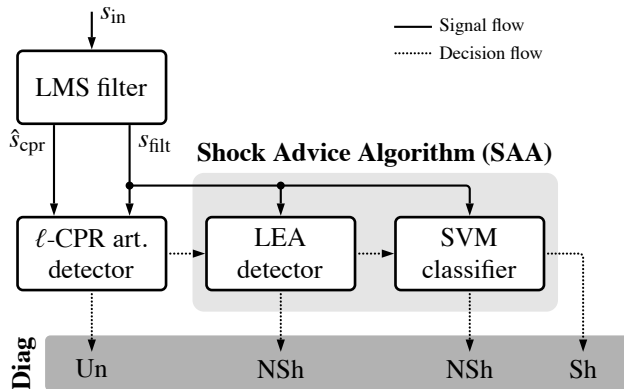 s_in
Signal flow
Decision flow
LMS filter
ŝ_cpr
s_filt
Shock Advice Algorithm (SAA)
ℓ-CPR art.
detector
LEA
detector
SVM
classifier
Diag
Un
NSh
NSh
Sh